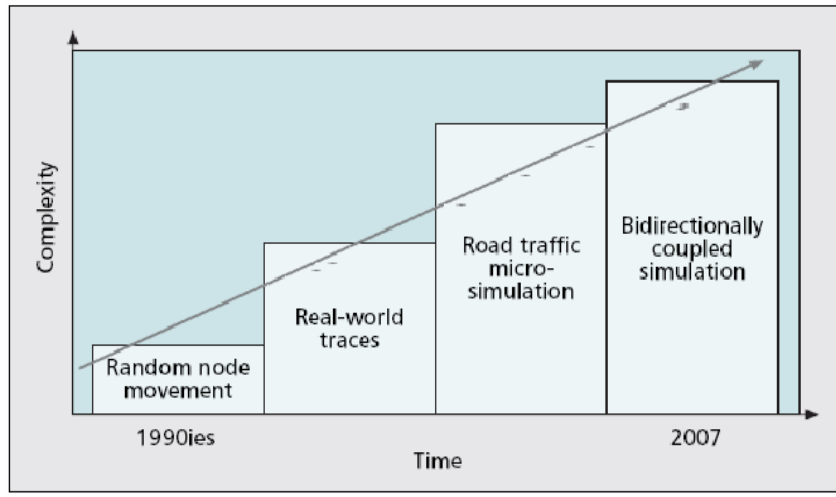 Complexity
Random node
movement
Real-world
traces
Road traffic
micro-
simulation
Bidirectionally
coupled
simulation
1990ies
2007
Time